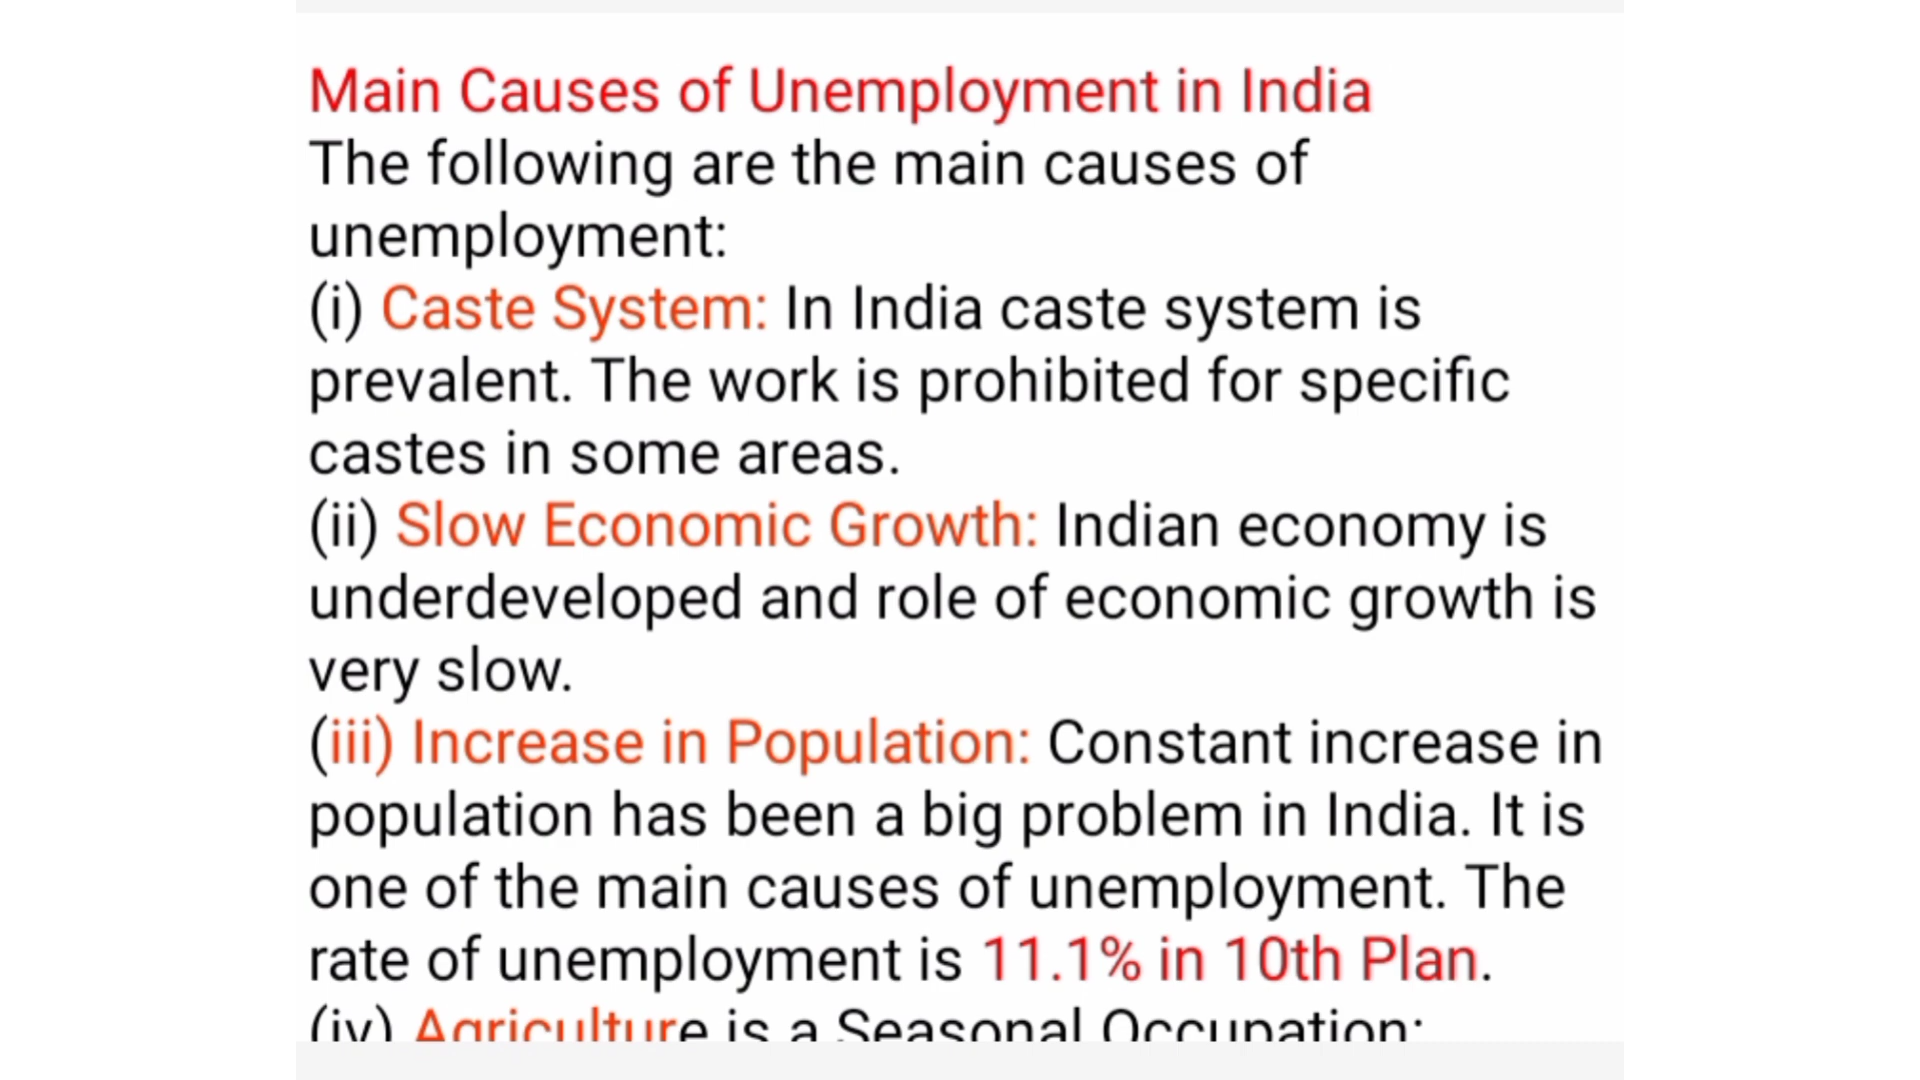 Main Causes of Unemployment in India
The following are the main causes of
unemployment:
(i) Caste System: In India caste system is
prevalent. The work is prohibited for specific
castes in some areas.
(ii) Slow Economic Growth: Indian economy is
underdeveloped and role of economic growth is
very slow.
(iii) Increase in Population: Constant increase in
population has been a big problem in India. It is
one of the main causes of unemployment. The
rate of unemployment is 11.1% in 10th Plan.
(iv) Agriculture is a Seasonal Occupation: